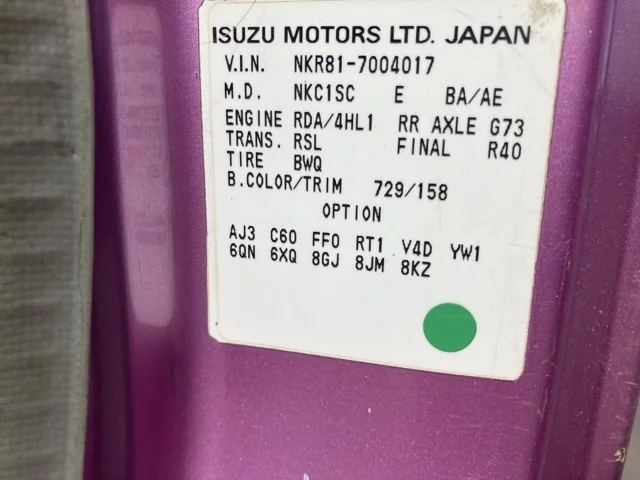 ISUZU MOTORS LTD. JAPAN
V.I.N. NKR81-7004017
M.D. NKC1SC E BA/AE
ENGINE RDA/4HL1 RR AXLE G73
TRANS. RSL FINAL R40
TIRE BWQ
B.COLOR/TRIM 729/158
OPTION
AJ3 C60 FF0 RT1 V4D YW1
6QN 6XQ 8GJ 8JM 8KZ